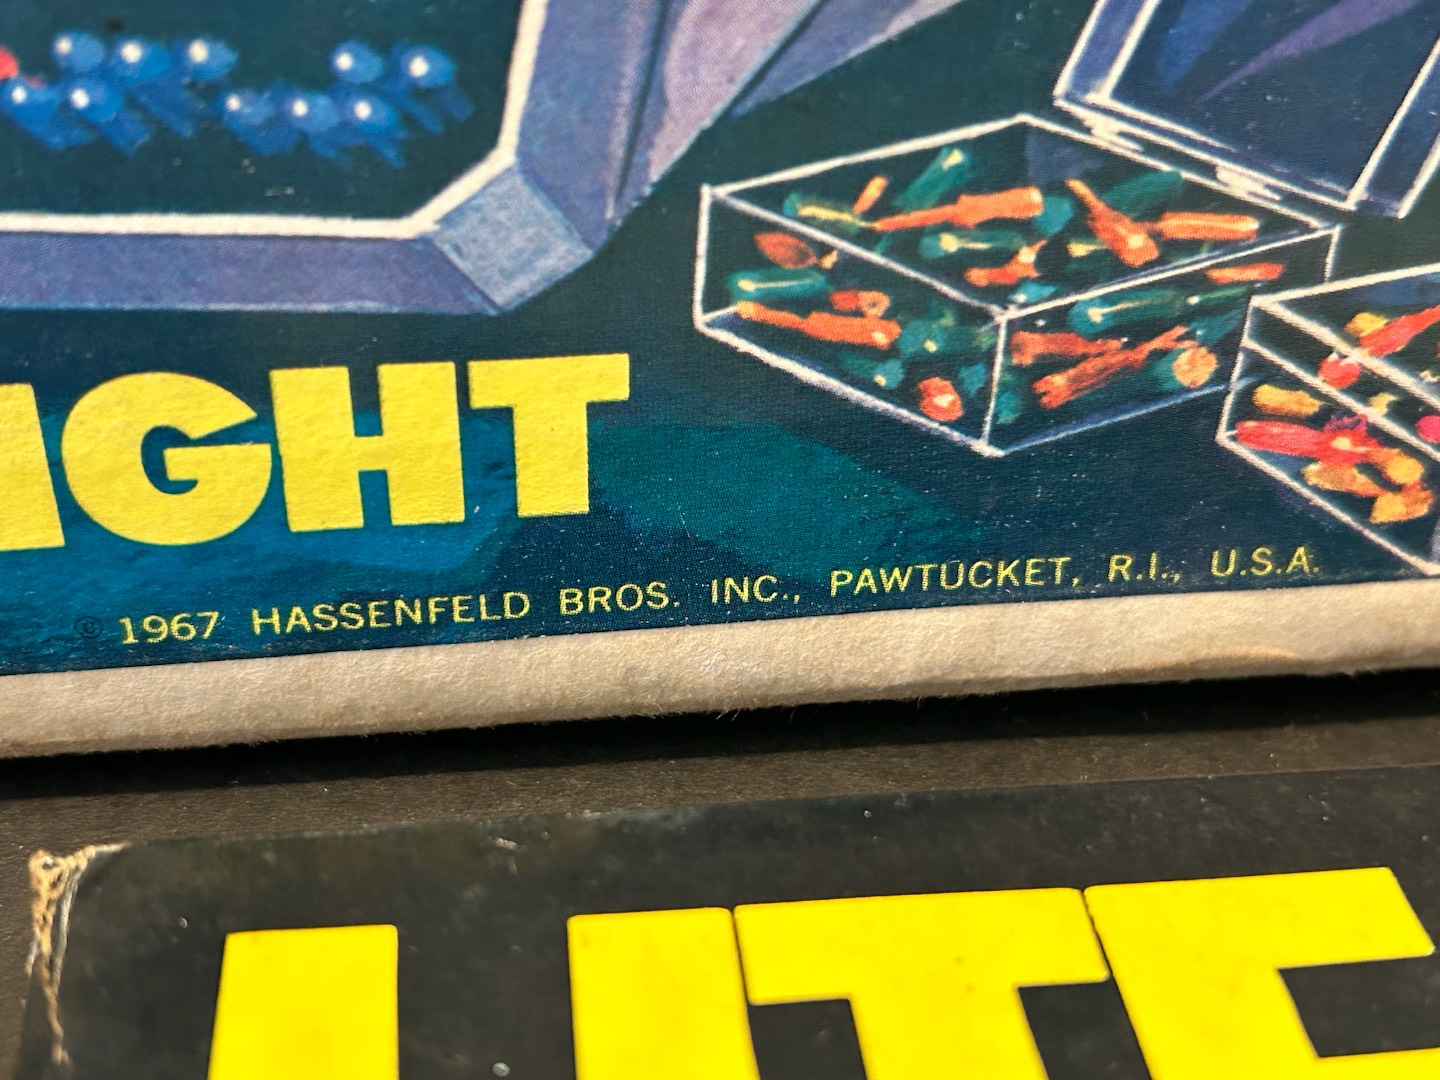 IGHT
© 1967 HASSENFELD BROS. INC., PAWTUCKET, R.I., U.S.A.
LITE